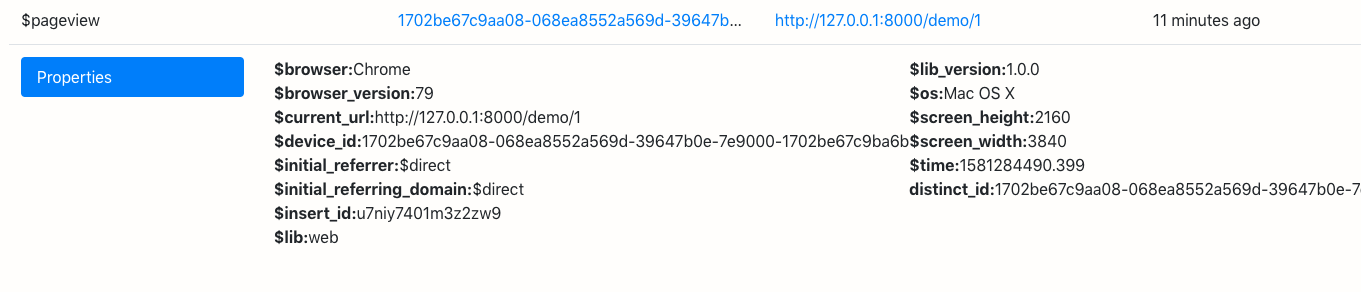 $pageview 1702be67c9aa08-068ea8552a569d-39647b... http://127.0.0.1:8000/demo/1 11 minutes ago
Properties
$browser:Chrome
$browser_version:79
$current_url:http://127.0.0.1:8000/demo/1
$device_id:1702be67c9aa08-068ea8552a569d-39647b0e-7e9000-1702be67c9ba6b
$initial_referrer:$direct
$initial_referring_domain:$direct
$insert_id:u7niy7401m3z2zw9
$lib:web
$lib_version:1.0.0
$os:Mac OS X
$screen_height:2160
$screen_width:3840
$time:1581284490.399
distinct_id:1702be67c9aa08-068ea8552a569d-39647b0e-7